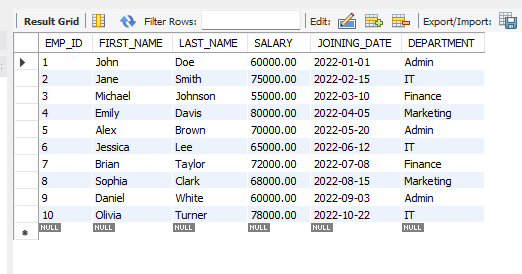 Result Grid Filter Rows: Edit: Export/Import:
EMP_ID FIRST_NAME LAST_NAME SALARY JOINING_DATE DEPARTMENT
1 John Doe 60000.00 2022-01-01 Admin
2 Jane Smith 75000.00 2022-02-15 IT
3 Michael Johnson 55000.00 2022-03-10 Finance
4 Emily Davis 80000.00 2022-04-05 Marketing
5 Alex Brown 70000.00 2022-05-20 Admin
6 Jessica Lee 65000.00 2022-06-12 IT
7 Brian Taylor 72000.00 2022-07-08 Finance
8 Sophia Clark 68000.00 2022-08-15 Marketing
9 Daniel White 60000.00 2022-09-03 Admin
10 Olivia Turner 78000.00 2022-10-22 IT
NULL NULL NULL NULL NULL NULL